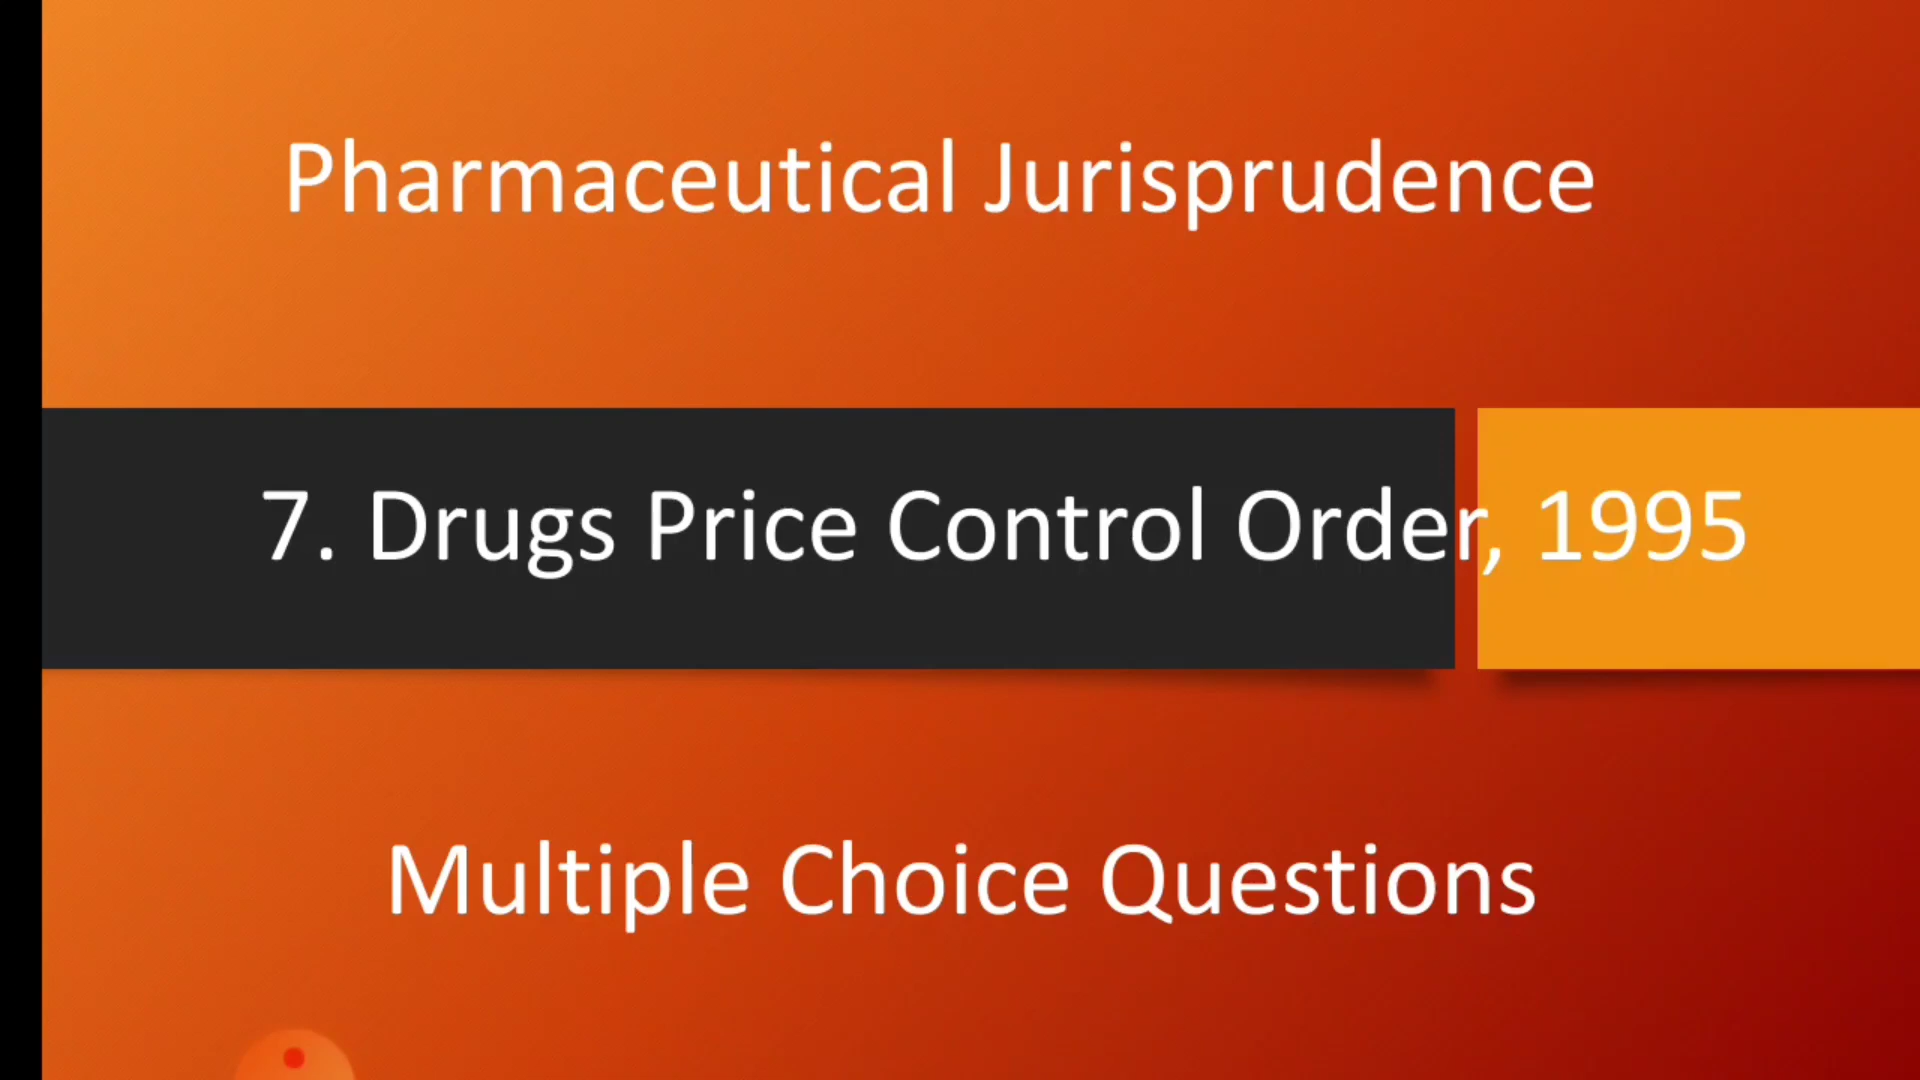 Pharmaceutical Jurisprudence
7. Drugs Price Control Order, 1995
Multiple Choice Questions